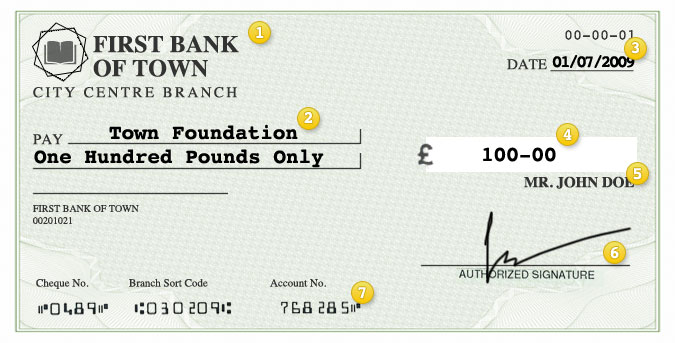 FIRST BANK 1
OF TOWN
CITY CENTRE BRANCH
00-00-01
3
DATE 01/07/2009
2
PAY Town Foundation
One Hundred Pounds Only
4
£ 100-00
5
MR. JOHN DOE
FIRST BANK OF TOWN
00201021
6
AUTHORIZED SIGNATURE
Cheque No. Branch Sort Code Account No.
7
⑈0489⑈ ⑆030209⑆ 768285⑈